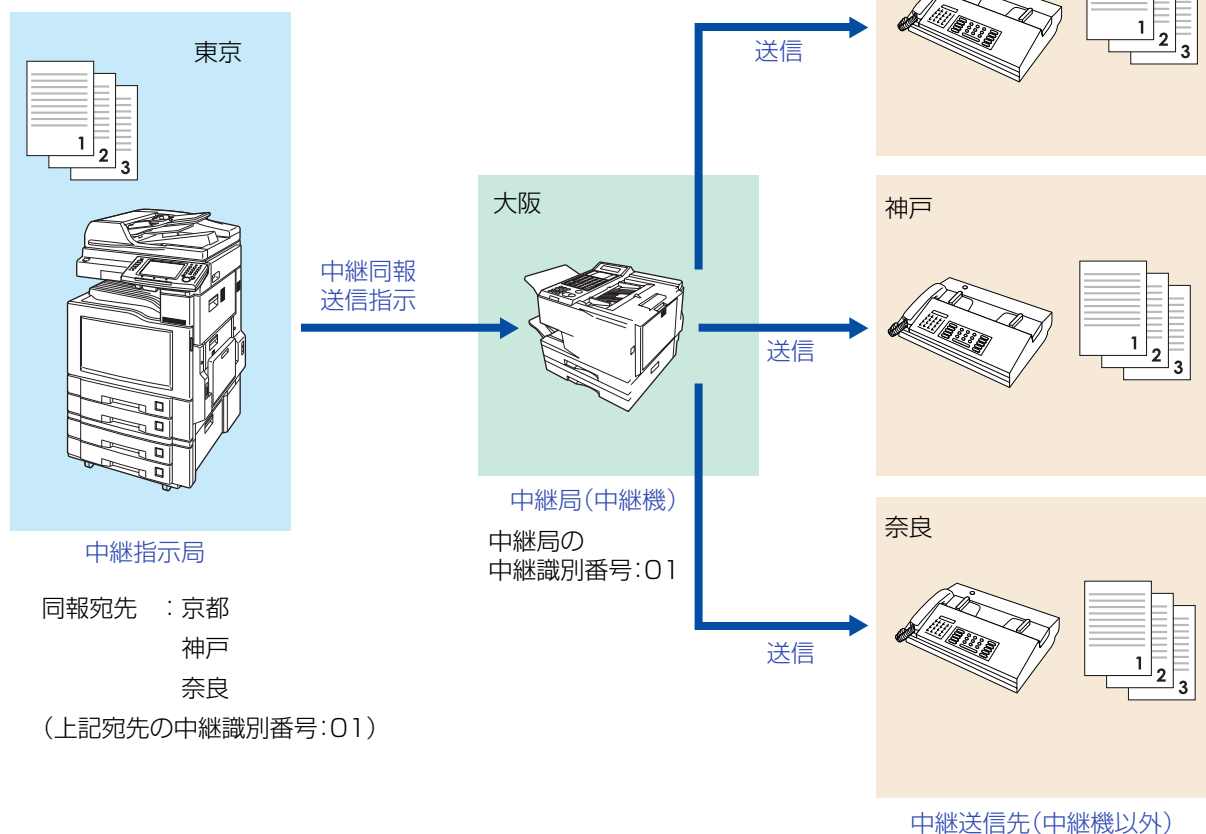 東京
1
2
3
中継同報
送信指示
中継指示局
同報宛先 ：京都
神戸
奈良
（上記宛先の中継識別番号：01）
大阪
中継局（中継機）
中継局の
中継識別番号：01
送信
1
2
3
神戸
送信
1
2
3
奈良
送信
1
2
3
中継送信先（中継機以外）